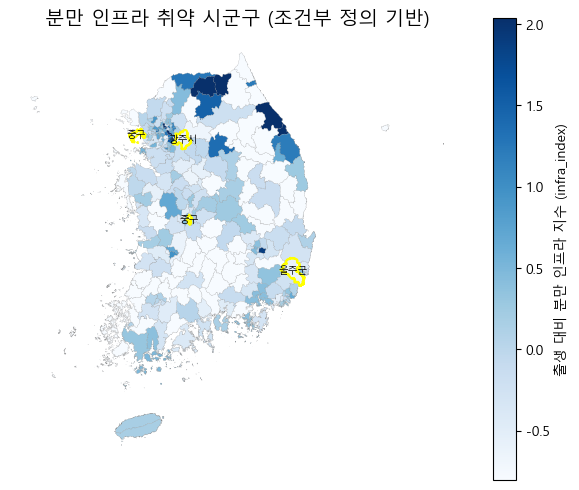 분만 인프라 취약 시군구 (조건부 정의 기반)
중구
광주시
중구
울주군
2.0
1.5
1.0
0.5
0.0
-0.5
출생 대비 분만 인프라 지수 (infra_index)